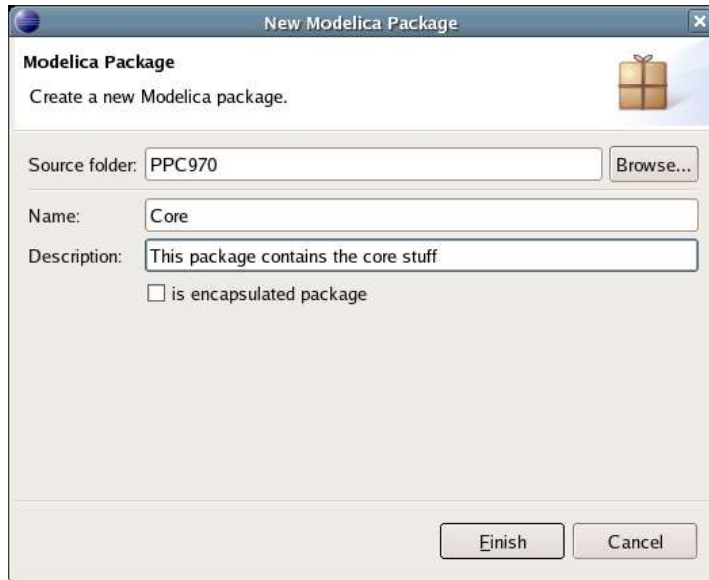 New Modelica Package
Modelica Package
Create a new Modelica package.
Source folder: PPC970 Browse...
Name: Core
Description: This package contains the core stuff
is encapsulated package
Finish Cancel